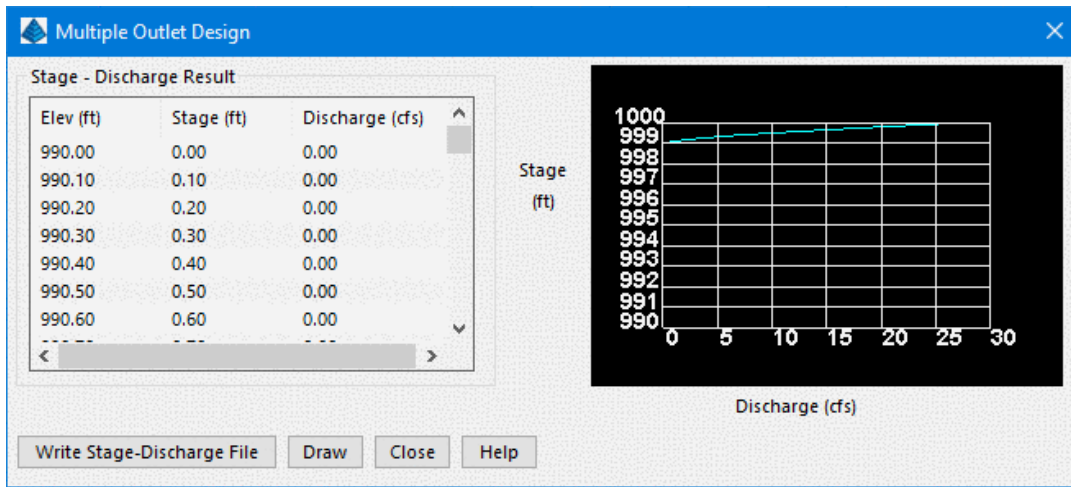 Multiple Outlet Design
Stage - Discharge Result
Elev (ft) Stage (ft) Discharge (cfs)
990.00 0.00 0.00
990.10 0.10 0.00
990.20 0.20 0.00
990.30 0.30 0.00
990.40 0.40 0.00
990.50 0.50 0.00
990.60 0.60 0.00
Stage
(ft)
1000
999
998
997
996
995
994
993
992
991
990
0 5 10 15 20 25 30
Discharge (cfs)
Write Stage-Discharge File Draw Close Help